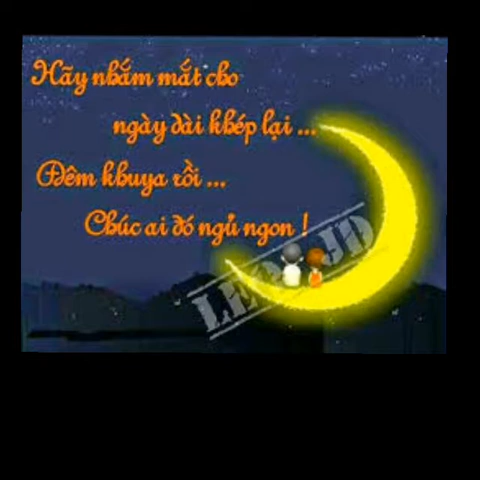 Hãy nhắm mắt cho
ngày dài khép lại ...
Đêm khuya rồi ...
Chúc ai đó ngủ ngon !